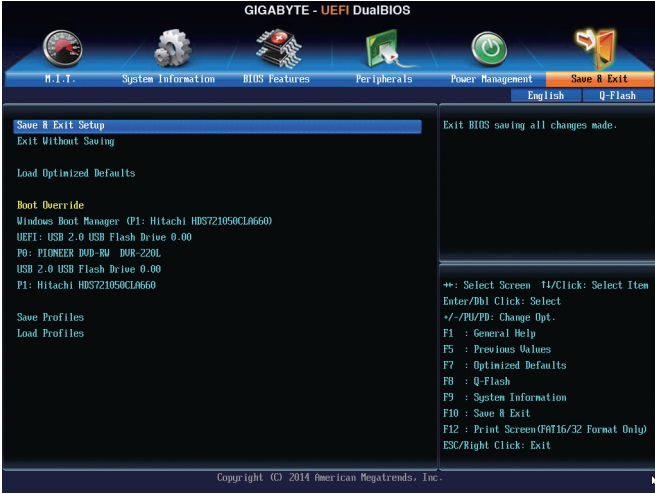 GIGABYTE - UEFI DualBIOS
M.I.T. System Information BIOS Features Peripherals Power Management Save & Exit
English Q-Flash
Save & Exit Setup
Exit Without Saving
Load Optimized Defaults
Boot Override
Windows Boot Manager (P1: Hitachi HDS721050CLA660)
UEFI: USB 2.0 USB Flash Drive 0.00
P0: PIONEER DVD-RW DVR-220L
USB 2.0 USB Flash Drive 0.00
P1: Hitachi HDS721050CLA660
Save Profiles
Load Profiles
Exit BIOS saving all changes made.
→←: Select Screen ↑↓/Click: Select Item
Enter/Dbl Click: Select
+/-/PU/PD: Change Opt.
F1 : General Help
F5 : Previous Values
F7 : Optimized Defaults
F8 : Q-Flash
F9 : System Information
F10 : Save & Exit
F12 : Print Screen(FAT16/32 Format Only)
ESC/Right Click: Exit
Copyright (C) 2014 American Megatrends, Inc.